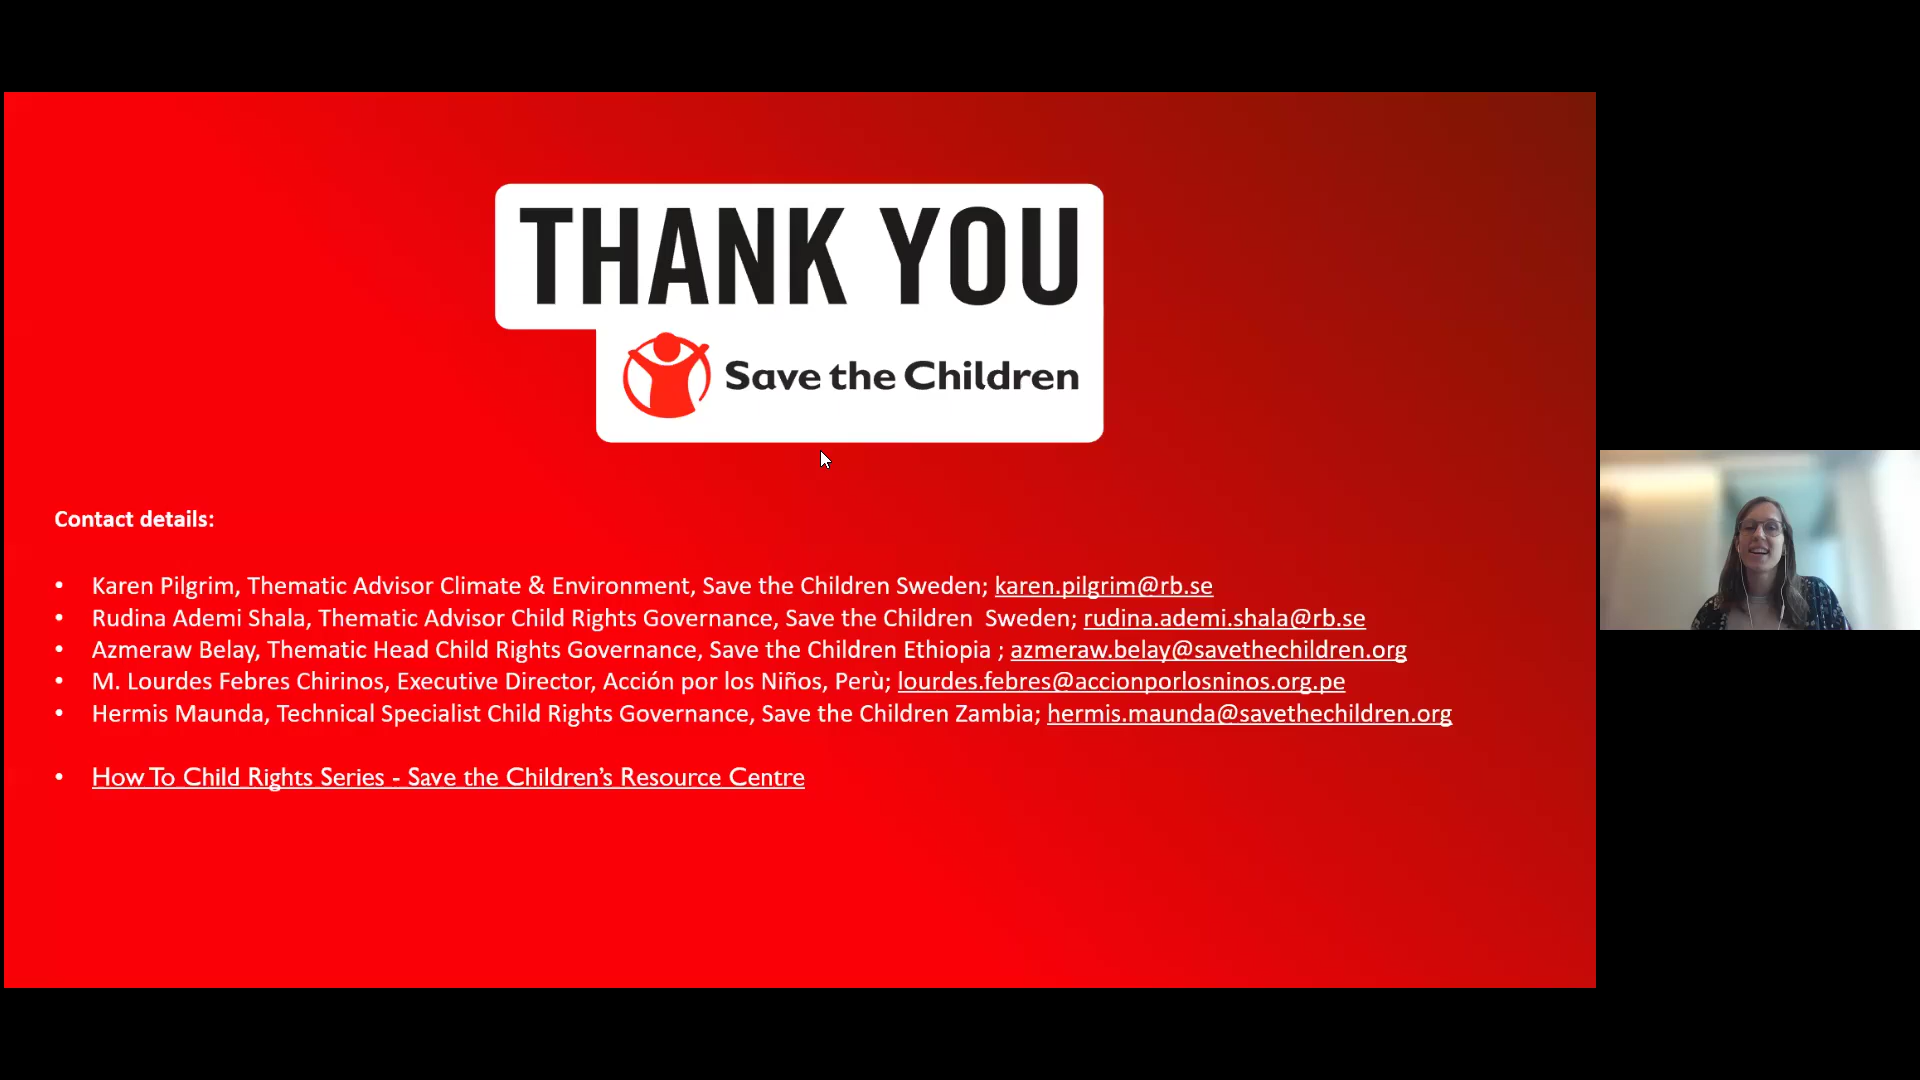 THANK YOU
Save the Children
Contact details:
• Karen Pilgrim, Thematic Advisor Climate & Environment, Save the Children Sweden; karen.pilgrim@rb.se
• Rudina Ademi Shala, Thematic Advisor Child Rights Governance, Save the Children  Sweden; rudina.ademi.shala@rb.se
• Azmeraw Belay, Thematic Head Child Rights Governance, Save the Children Ethiopia ; azmeraw.belay@savethechildren.org
• M. Lourdes Febres Chirinos, Executive Director, Acción por los Niños, Perù; lourdes.febres@accionporlosninos.org.pe
• Hermis Maunda, Technical Specialist Child Rights Governance, Save the Children Zambia; hermis.maunda@savethechildren.org
• How To Child Rights Series - Save the Children’s Resource Centre